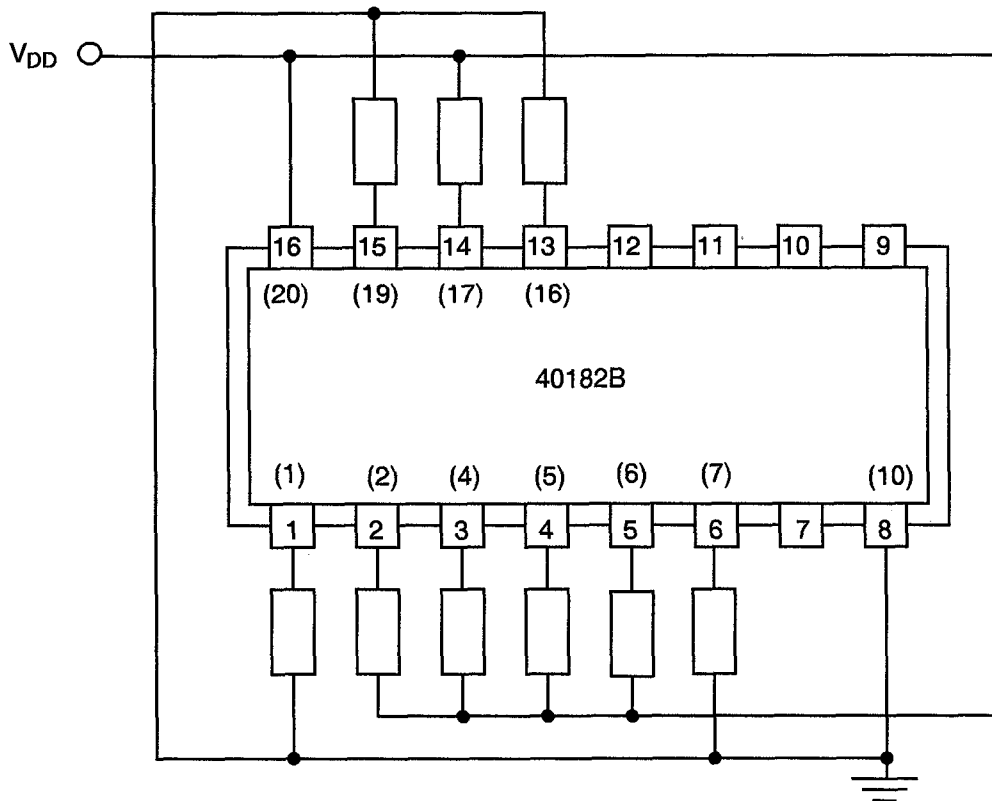 VDD
16 15 14 13 12 11 10 9
(20) (19) (17) (16)
40182B
(1) (2) (4) (5) (6) (7) (10)
1 2 3 4 5 6 7 8